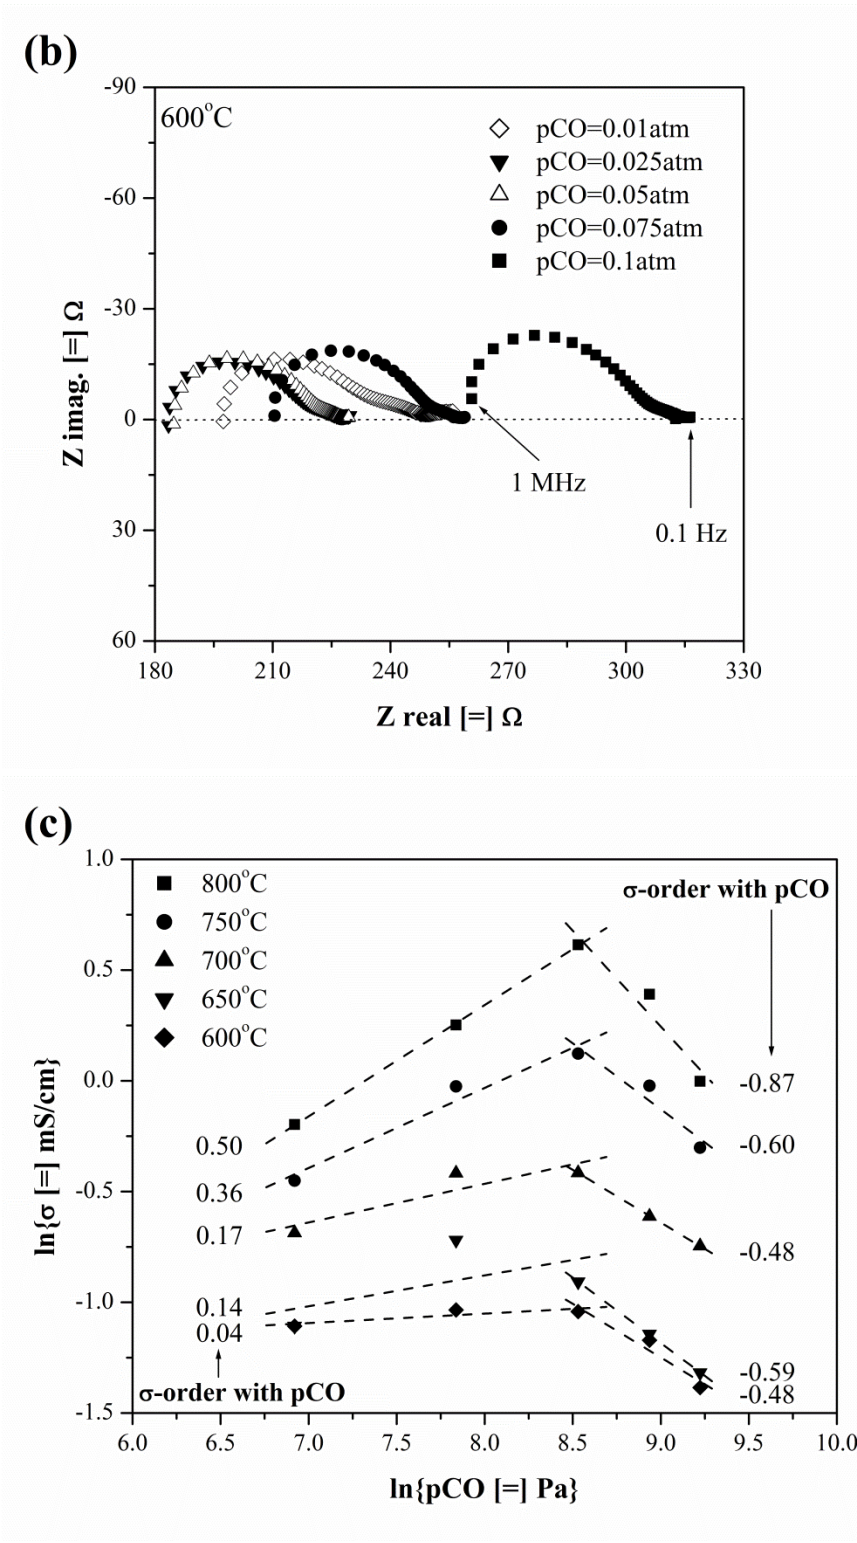 (b)
-90
600°C
pCO=0.01atm
pCO=0.025atm
-60
pCO=0.05atm
pCO=0.075atm
pCO=0.1atm
Z imag. [=] Ω
-30
0
1 MHz
0.1 Hz
30
60
180 210 240 270 300 330
Z real [=] Ω
(c)
1.0
800°C
σ-order with pCO
750°C
0.5
700°C
650°C
600°C
ln{σ [=] mS/cm}
0.0
-0.87
0.50
-0.60
0.36
-0.5
0.17
-0.48
-1.0
0.14
0.04
-0.59
σ-order with pCO
-0.48
-1.5
6.0 6.5 7.0 7.5 8.0 8.5 9.0 9.5 10.0
ln{pCO [=] Pa}